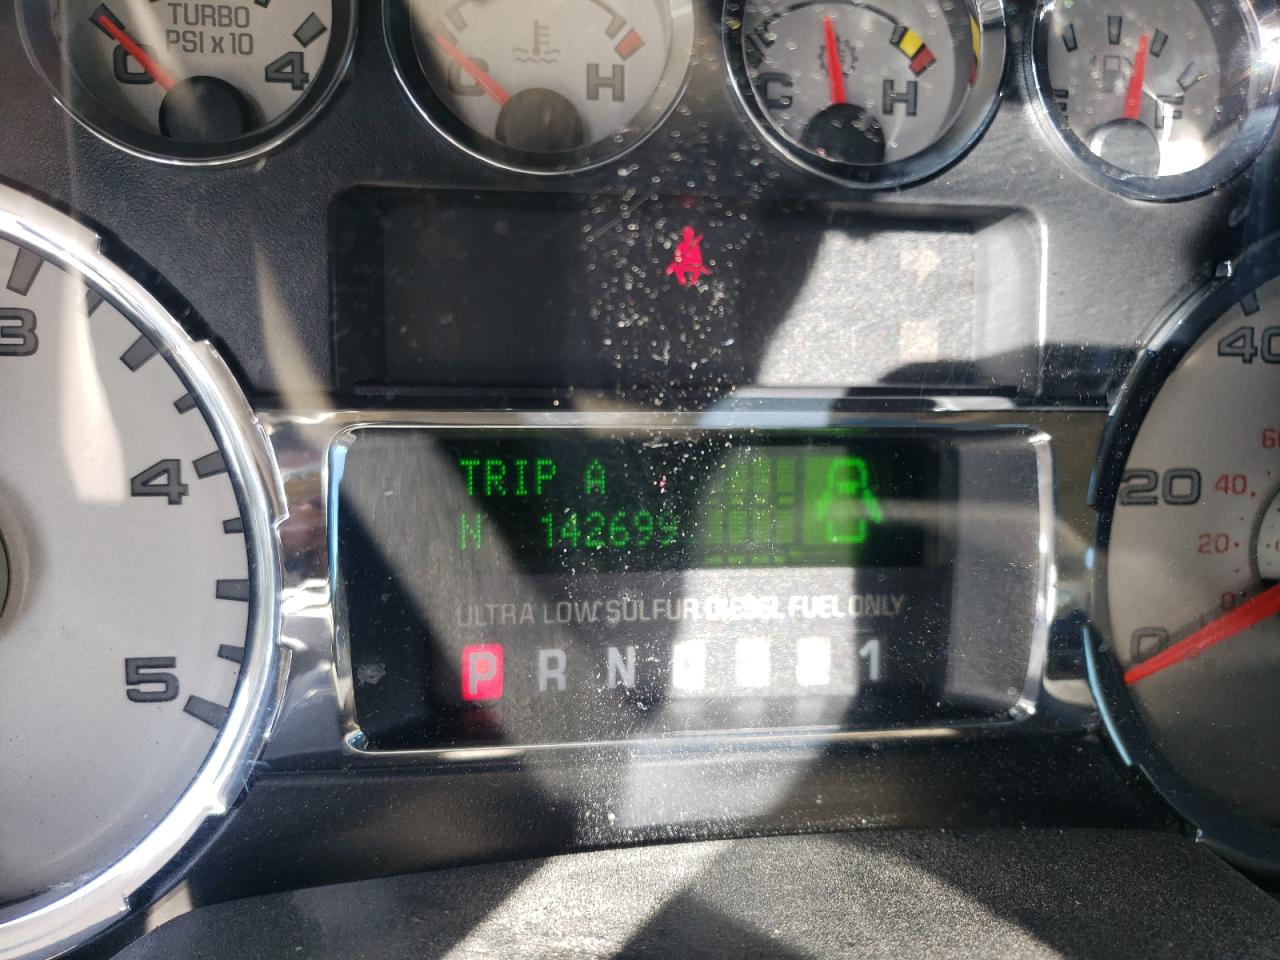 TURBO
PSI x 10
0 4
C H
C H
E F
3
4
5
40
20
0
60
40
20
0
TRIP A
N 142699
ULTRA LOW SULFUR DIESEL FUEL ONLY
P R N 1